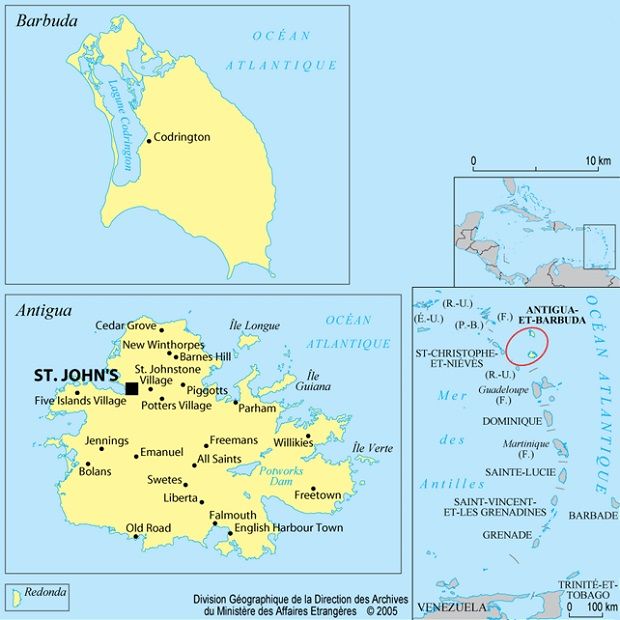 Barbuda
OCÉAN
ATLANTIQUE
Lagune Codrington
Codrington
0 10 km
Antigua
Cedar Grove
Île Longue
OCÉAN
ATLANTIQUE
New Winthorpes
Barnes Hill
St. Johnstone
Village
ST. JOHN'S
Piggotts
Île
Guiana
Five Islands Village
Potters Village
Parham
Jennings
Emanuel
Freemans
Willikies
Île Verte
Bolans
All Saints
Potworks
Dam
Swetes
Liberta
Freetown
Old Road
Falmouth
English Harbour Town
Redonda
Division Géographique de la Direction des Archives
du Ministère des Affaires Etrangères © 2005
(R.-U.)
(É.-U.)
(P.-B.)
(F.)
ANTIGUA-
ET-BARBUDA
OCÉAN ATLANTIQUE
ST-CHRISTOPHE-
ET-NIÉVÈS
(R.-U.)
Guadeloupe
(F.)
Mer
des
Antilles
DOMINIQUE
Martinique
(F.)
SAINTE-LUCIE
SAINT-VINCENT-
ET-LES GRENADINES
BARBADE
GRENADE
TRINITÉ-ET-
TOBAGO
VENEZUELA
0 100 km